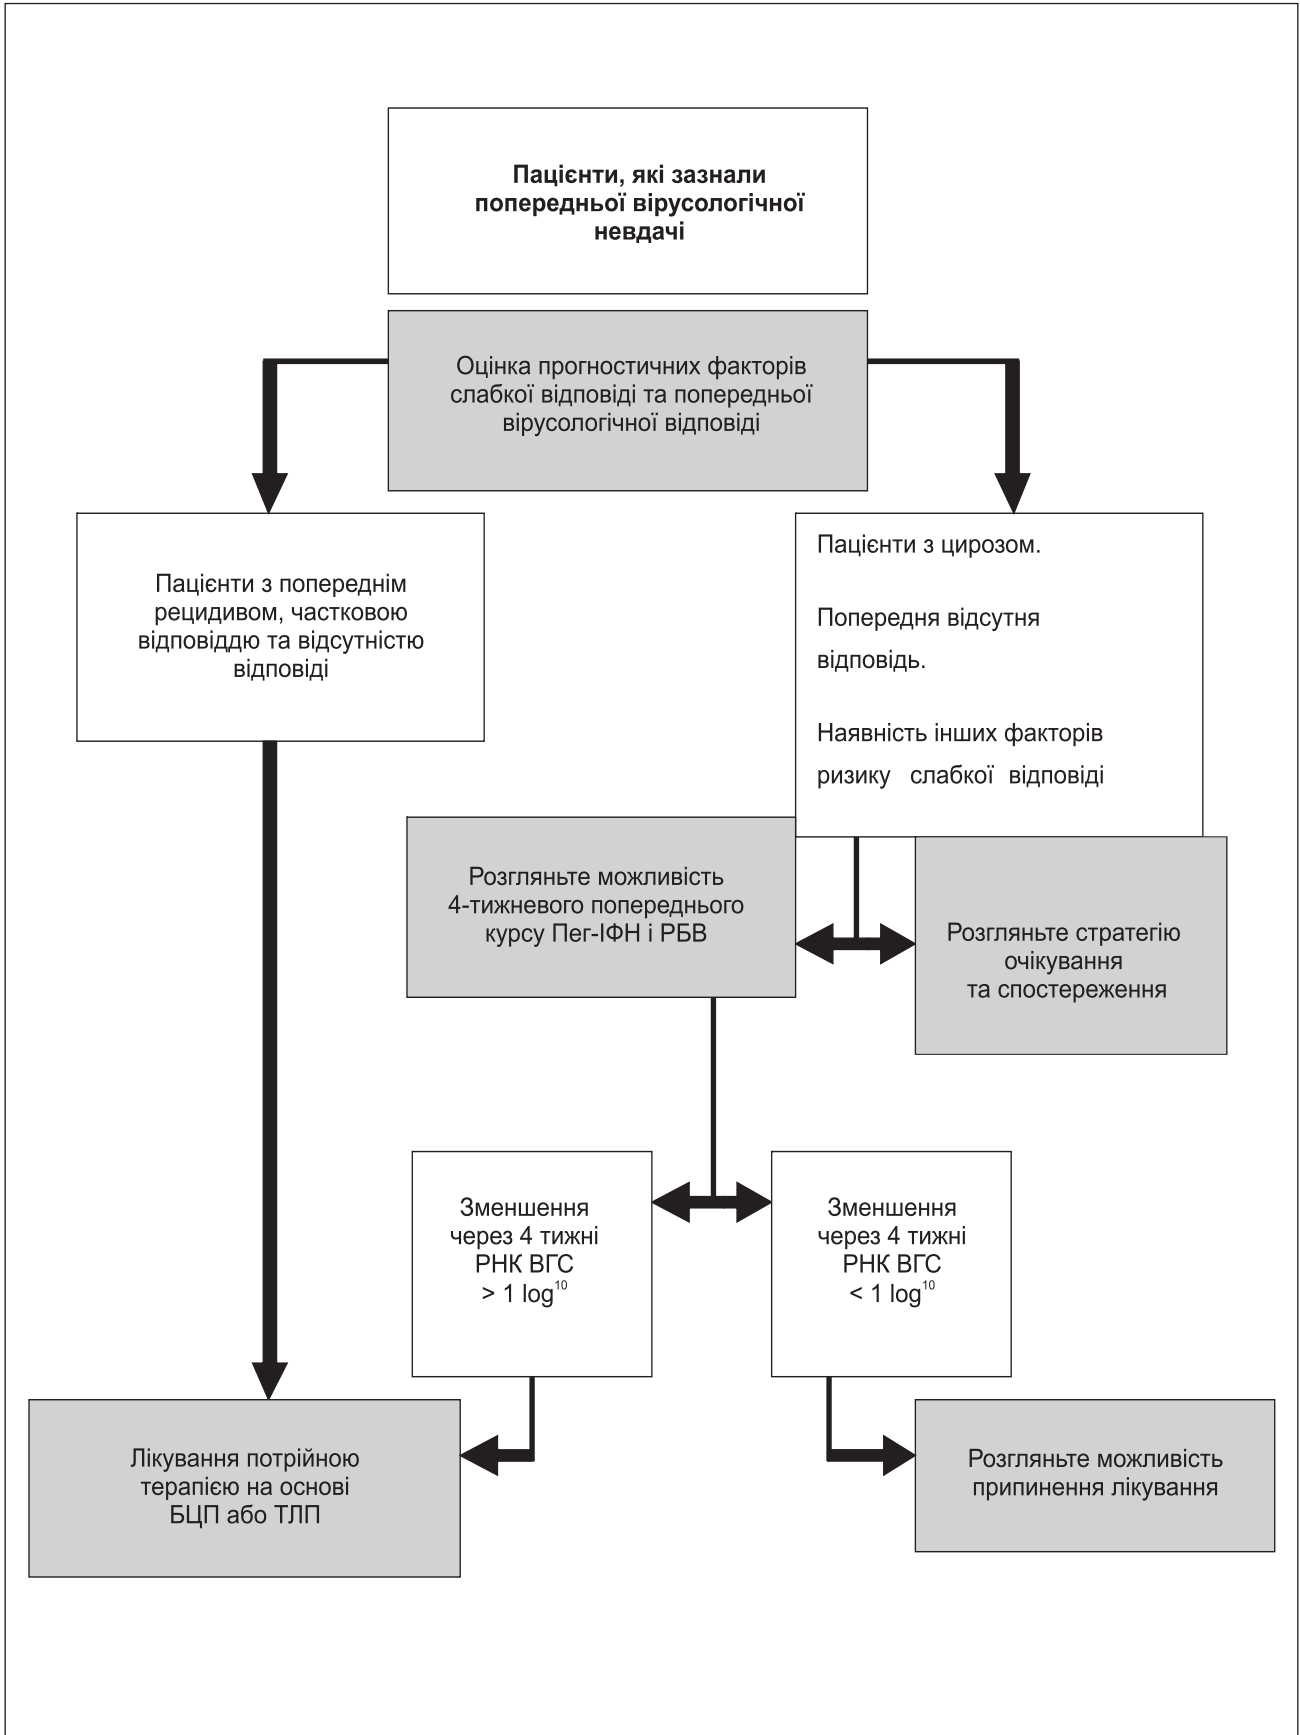 Пацієнти, які зазнали
попередньої вірусологічної
невдачі
Оцінка прогностичних факторів
слабкої відповіді та попередньої
вірусологічної відповіді
Пацієнти з попереднім
рецидивом, частковою
відповіддю та відсутністю
відповіді
Пацієнти з цирозом.
Попередня відсутня
відповідь.
Наявність інших факторів
ризику слабкої відповіді
Розгляньте можливість
4-тижневого попереднього
курсу Пег-ІФН і РБВ
Розгляньте стратегію
очікування
та спостереження
Зменшення
через 4 тижні
РНК ВГС
> 1 log¹⁰
Зменшення
через 4 тижні
РНК ВГС
< 1 log¹⁰
Лікування потрійною
терапією на основі
БЦП або ТЛП
Розгляньте можливість
припинення лікування